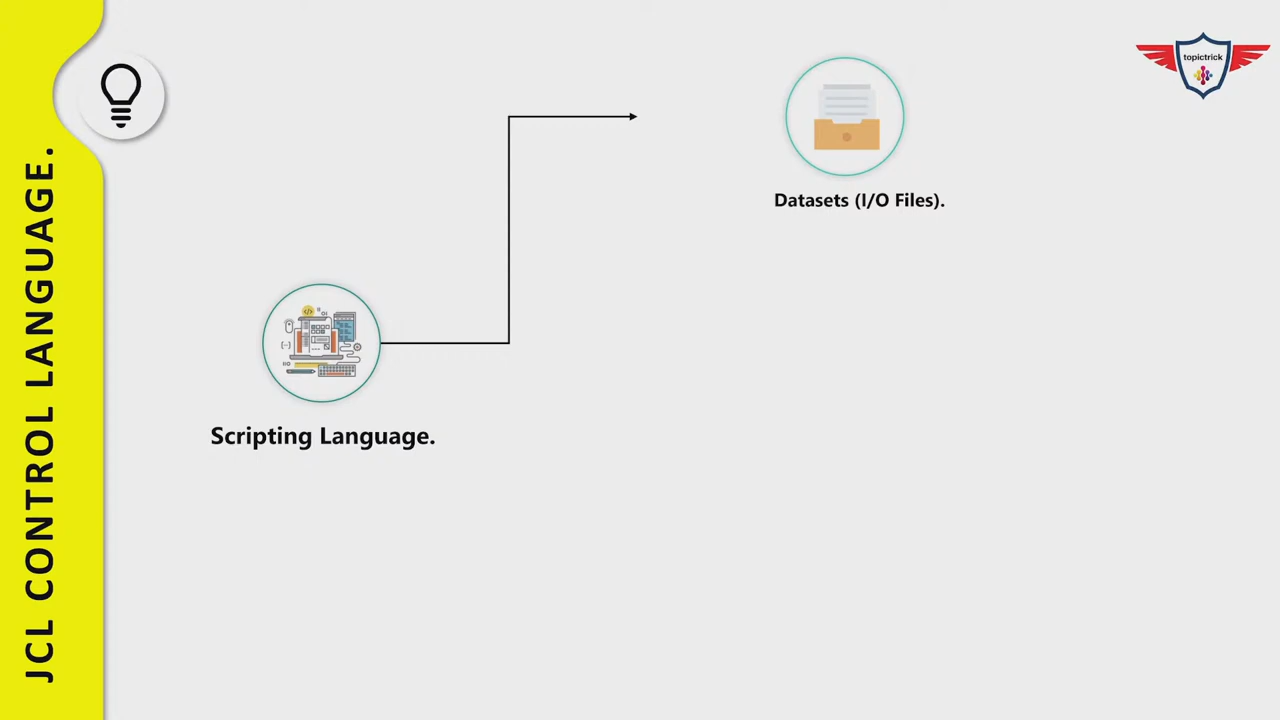 JCL CONTROL LANGUAGE.
topictrick
Datasets (I/O Files).
Scripting Language.